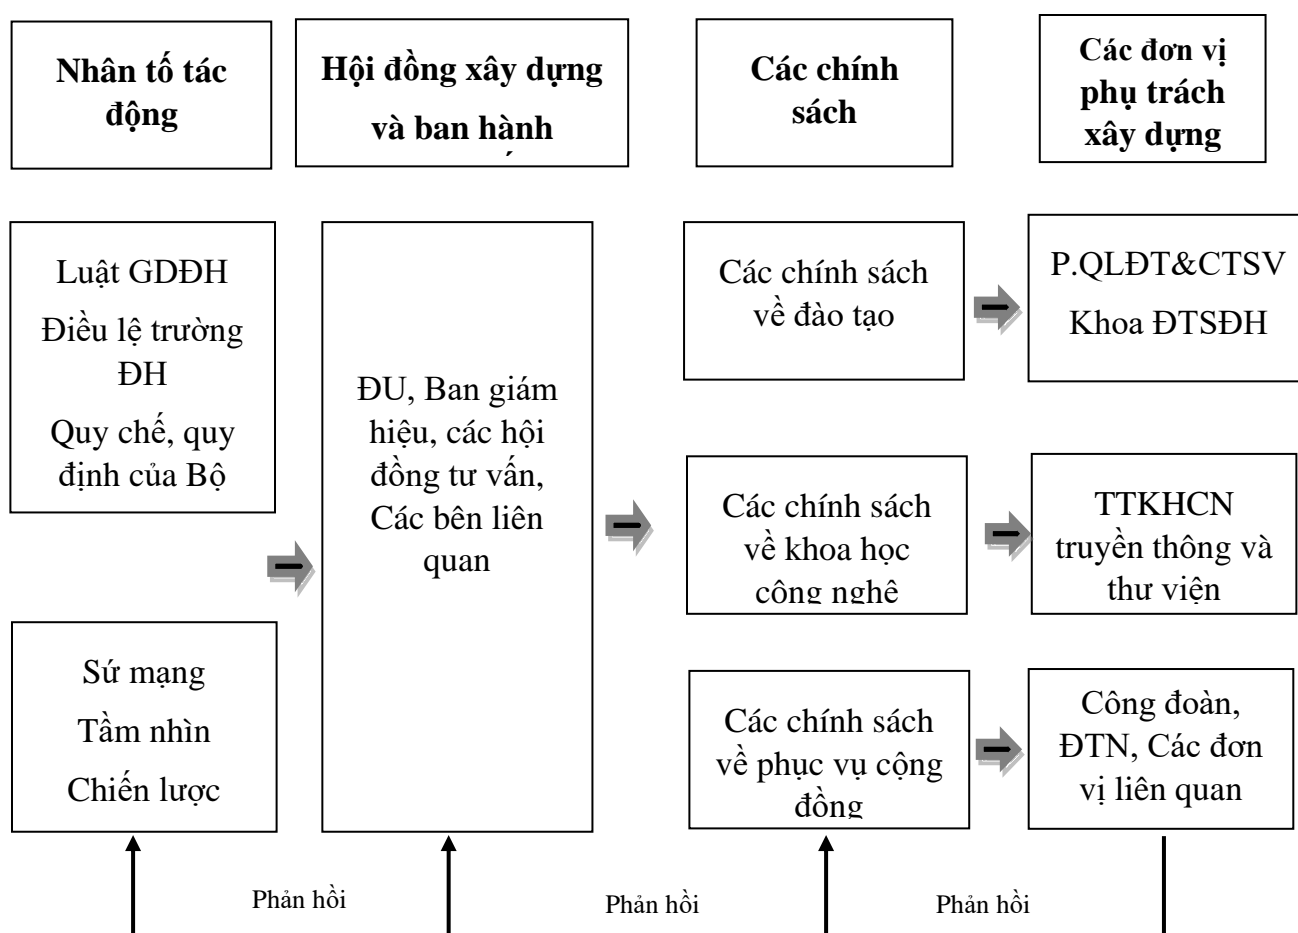 Nhân tố tác
động
Hội đồng xây dựng
và ban hành
Các chính
sách
Các đơn vị
phụ trách
xây dựng
Luật GDĐH
Điều lệ trường
ĐH
Quy chế, quy
định của Bộ
Sứ mạng
Tầm nhìn
Chiến lược
ĐU, Ban giám
hiệu, các hội
đồng tư vấn,
Các bên liên
quan
Các chính sách
về đào tạo
P.QLĐT&CTSV
Khoa ĐTSĐH
Các chính sách
về khoa học
công nghê
TTKHCN
truyền thông và
thư viện
Các chính sách
về phục vụ cộng
đồng
Công đoàn,
ĐTN, Các đơn
vị liên quan
Phản hồi
Phản hồi
Phản hồi